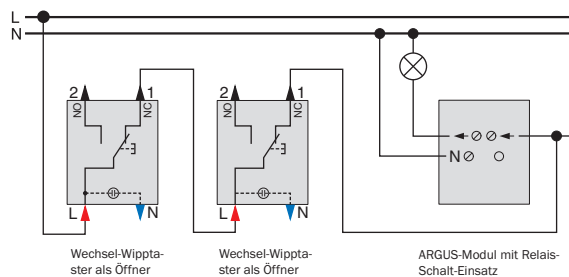 L
N
2
1
NO
NC
2
1
NO
NC
N
L
N
L
N
Wechsel-Wippta-
ster als Öffner
Wechsel-Wippta-
ster als Öffner
ARGUS-Modul mit Relais-
Schalt-Einsatz